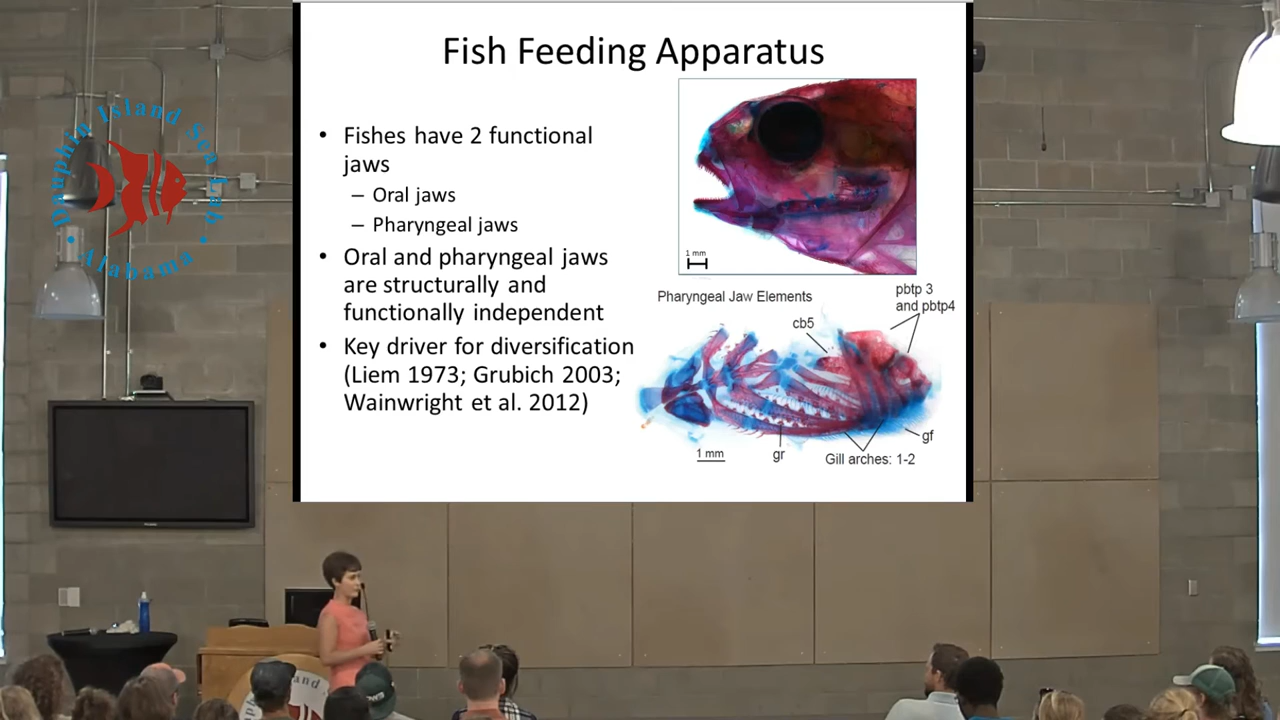 Fish Feeding Apparatus
Dauphin Island Sea Lab
Alabama
• Fishes have 2 functional
jaws
– Oral jaws
– Pharyngeal jaws
• Oral and pharyngeal jaws
are structurally and
functionally independent
• Key driver for diversification
(Liem 1973; Grubich 2003;
Wainwright et al. 2012)
1 mm
Pharyngeal Jaw Elements
pbtp 3
and pbtp4
cb5
gf
1 mm
gr
Gill arches: 1-2
and